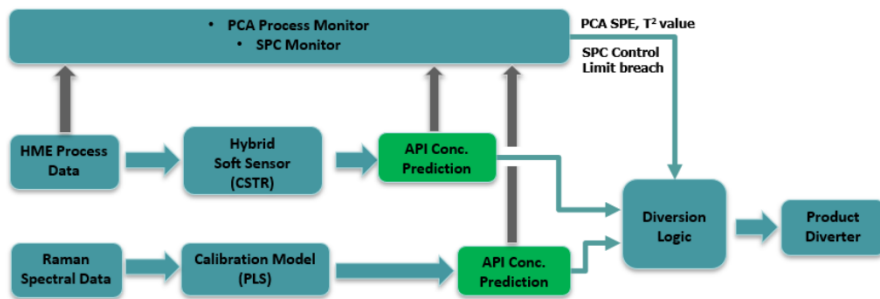 • PCA Process Monitor
• SPC Monitor
PCA SPE, T² value
SPC Control
Limit breach
HME Process
Data
Hybrid
Soft Sensor
(CSTR)
API Conc.
Prediction
Diversion
Logic
Product
Diverter
Raman
Spectral Data
Calibration Model
(PLS)
API Conc.
Prediction